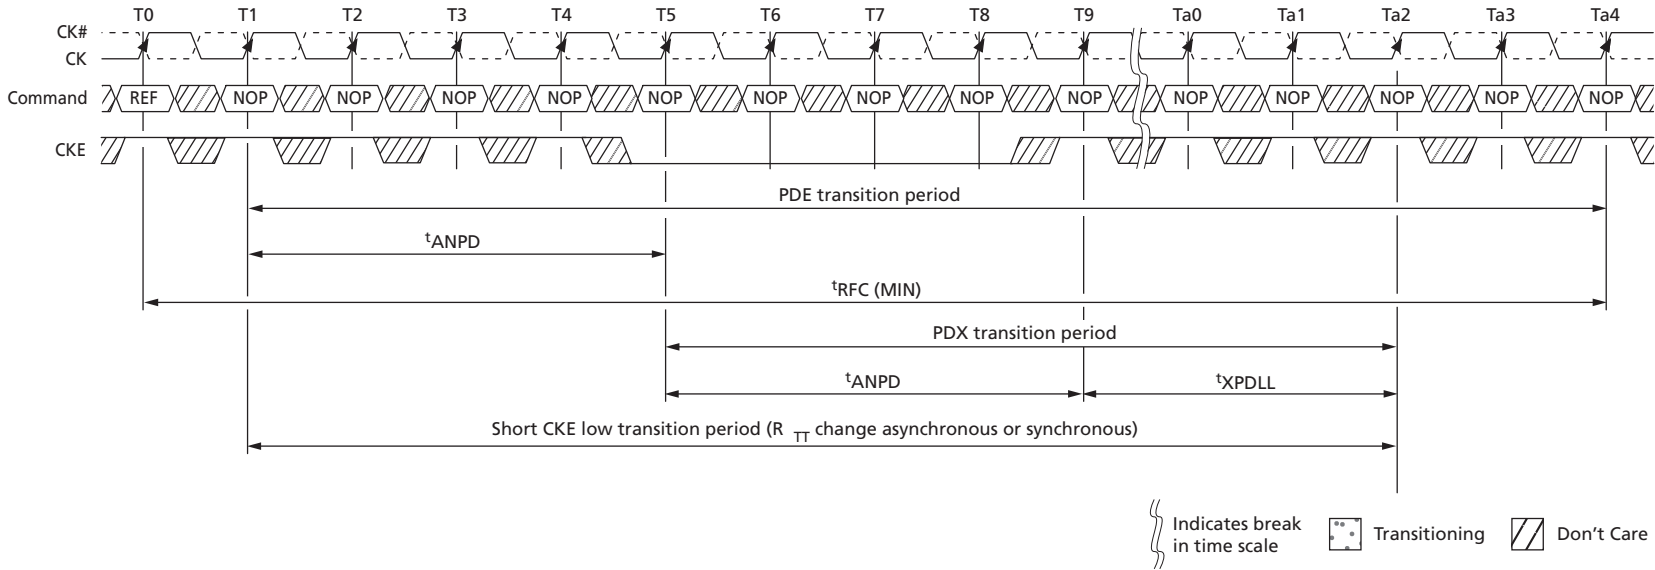 T0 T1 T2 T3 T4 T5 T6 T7 T8 T9 Ta0 Ta1 Ta2 Ta3 Ta4
CK#
CK
Command REF NOP NOP NOP NOP NOP NOP NOP NOP NOP NOP NOP NOP NOP NOP
CKE
PDE transition period
tANPD
tRFC (MIN)
PDX transition period
tANPD tXPDLL
Short CKE low transition period (R TT change asynchronous or synchronous)
Indicates break
in time scale
Transitioning
Don't Care